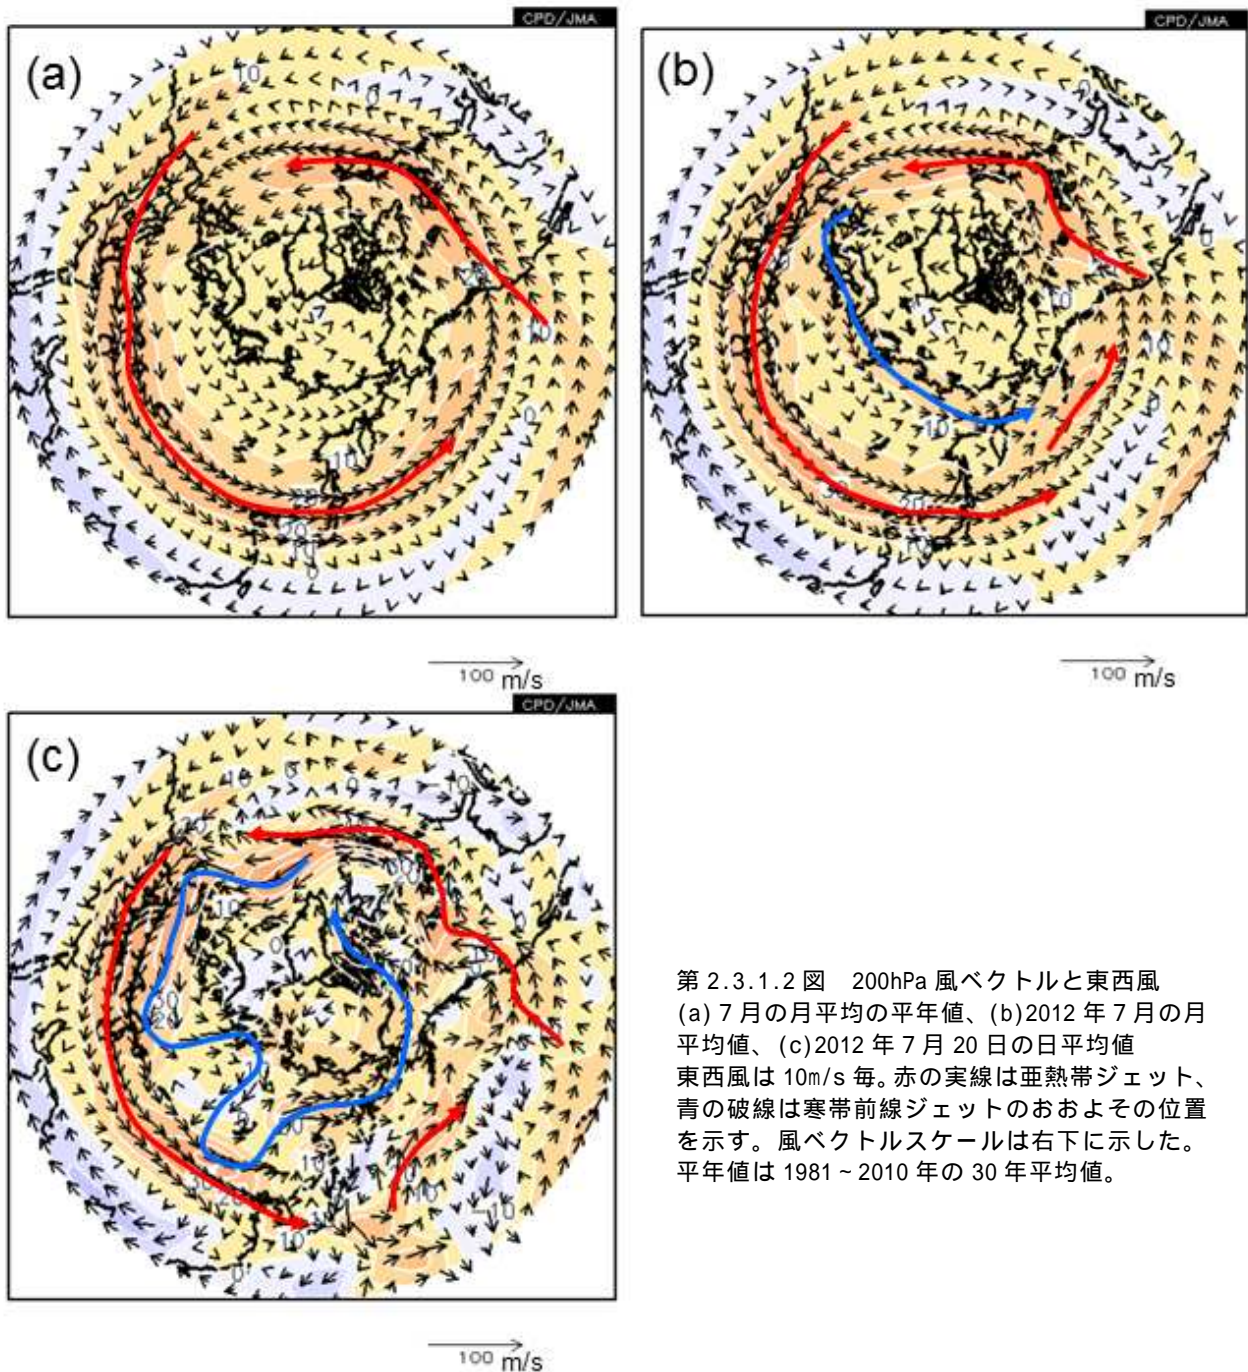 CPD/JMA
(a)
100 m/s
CPD/JMA
(b)
100 m/s
CPD/JMA
(c)
100 m/s
第 2.3.1.2 図　200hPa 風ベクトルと東西風
(a) 7 月の月平均の平年値、(b)2012 年 7 月の月
平均値、(c)2012 年 7 月 20 日の日平均値
東西風は 10m/s 毎。赤の実線は亜熱帯ジェット、
青の破線は寒帯前線ジェットのおおよその位置
を示す。風ベクトルスケールは右下に示した。
平年値は 1981～2010 年の 30 年平均値。